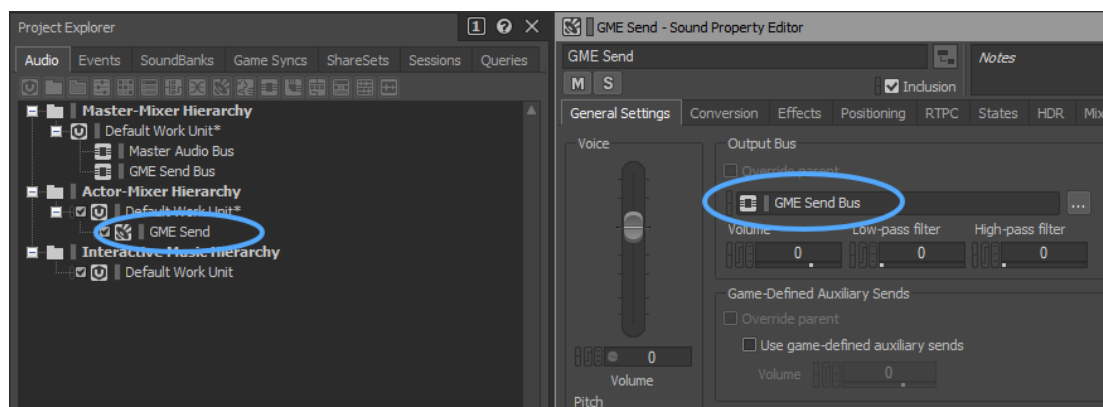 Project Explorer
1 ? ×
Audio Events SoundBanks Game Syncs ShareSets Sessions Queries
Master-Mixer Hierarchy
Default Work Unit*
Master Audio Bus
GME Send Bus
Actor-Mixer Hierarchy
Default Work Unit*
GME Send
Interactive Music Hierarchy
Default Work Unit
GME Send - Sound Property Editor
GME Send
Notes
M S
Inclusion
General Settings Conversion Effects Positioning RTPC States HDR Mix
Voice
Output Bus
Override parent
GME Send Bus
...
Volume Low-pass filter High-pass filter
0 0 0
Game-Defined Auxiliary Sends
Override parent
Use game-defined auxiliary sends
Volume 0
0
Volume
Pitch